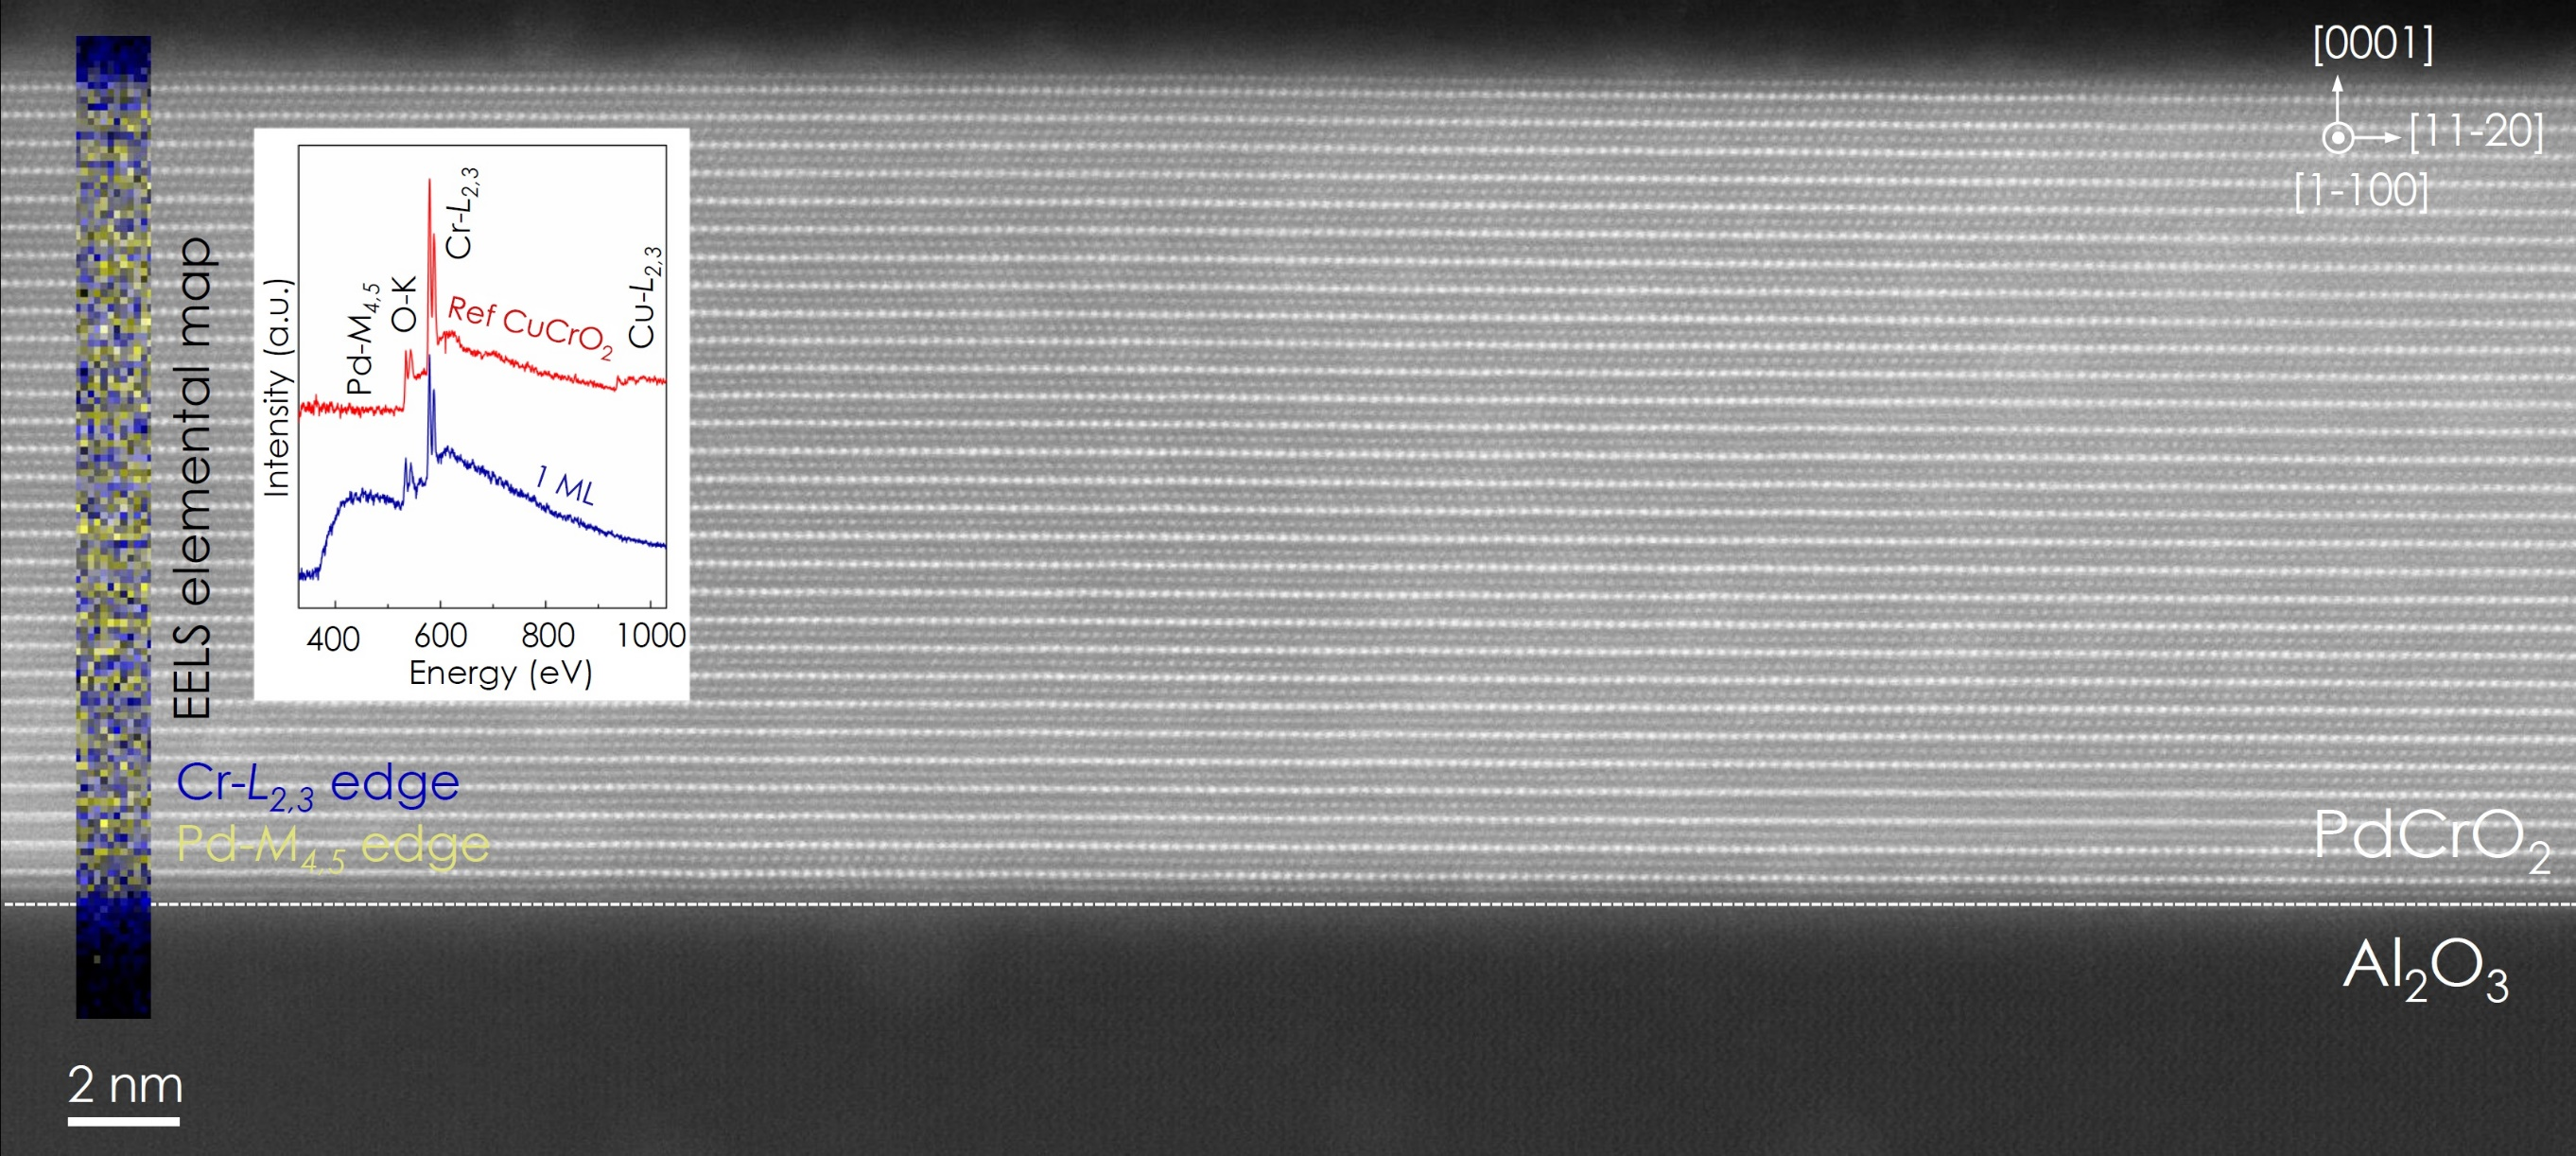 [0001]
[11-20]
[1-100]
EELS elemental map
Intensity (a.u.)
Pd-M4,5
O-K
Cr-L2,3
Cu-L2,3
Ref CuCrO2
1 ML
400 600 800 1000
Energy (eV)
Cr-L2,3 edge
Pd-M4,5 edge
PdCrO2
Al2O3
2 nm